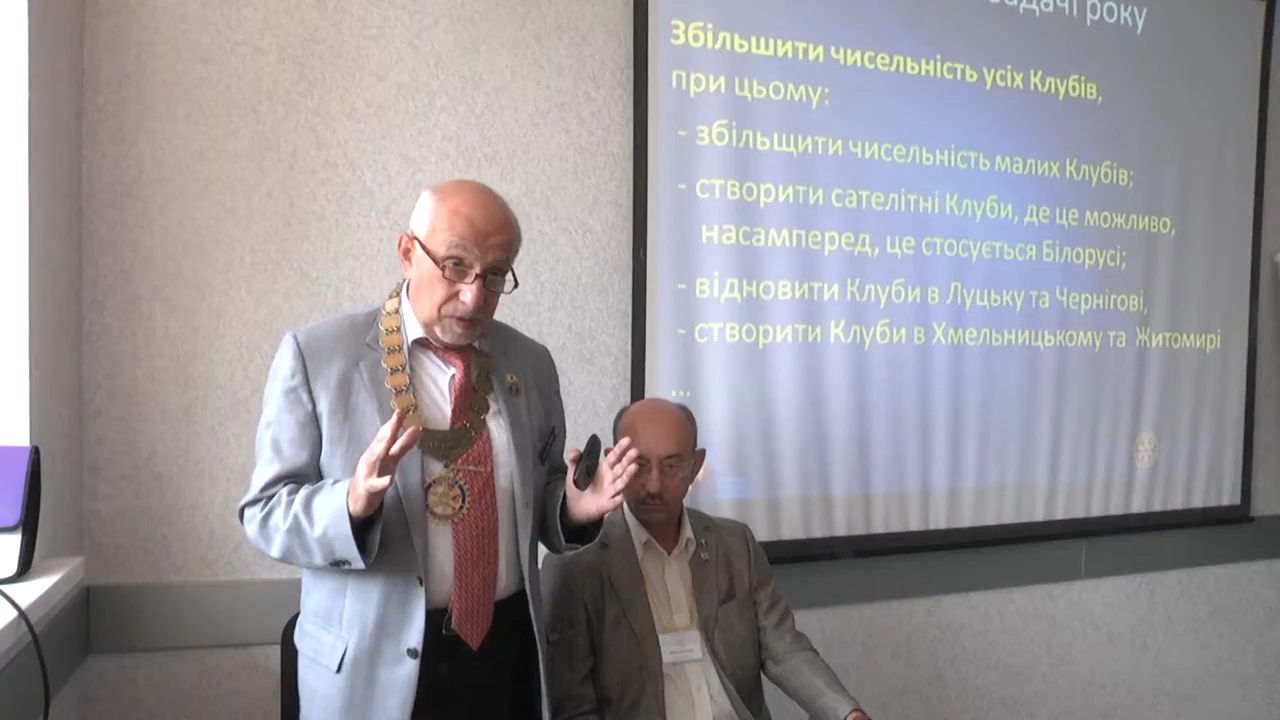 задачі року
Збільшити чисельність усіх Клубів,
при цьому:
- збільщити чисельність малих Клубів;
- створити сателітні Клуби, де це можливо,
насамперед, це стосується Білорусі;
- відновити Клуби в Луцьку та Чернігові,
- створити Клуби в Хмельницькому та Житомирі
...